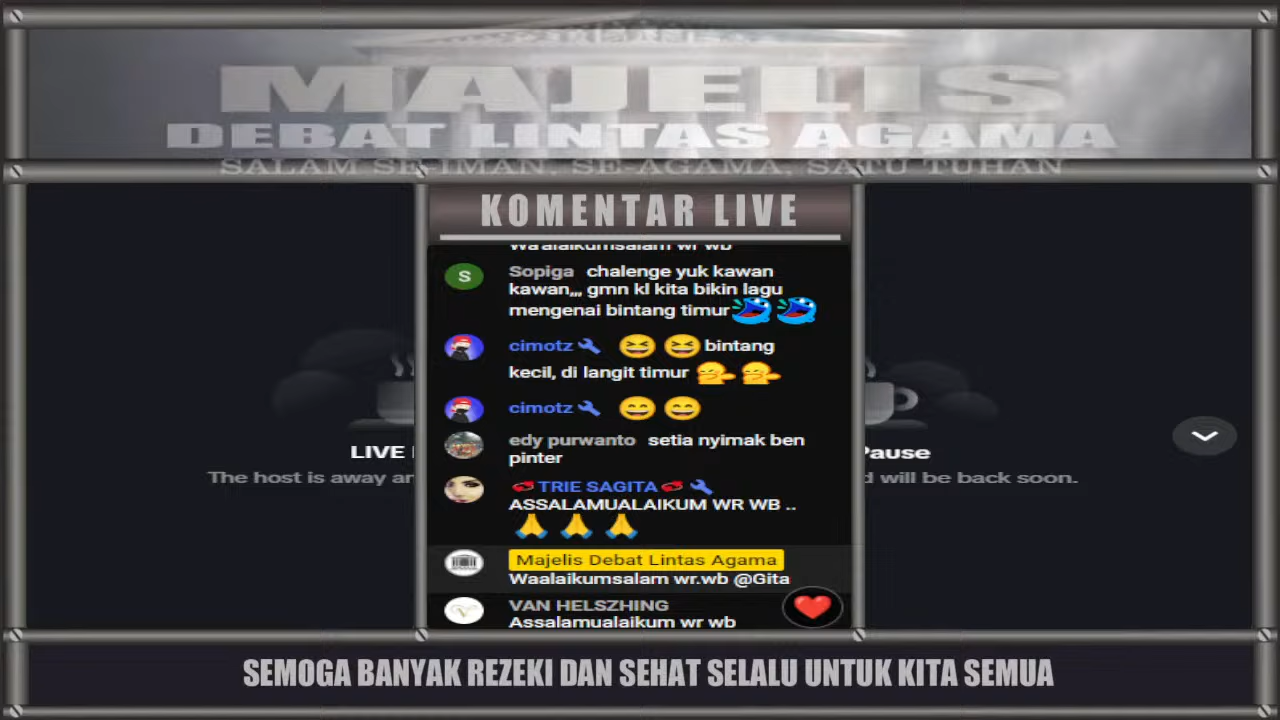 MAJELIS
DEBAT LINTAS AGAMA
SALAM SE-IMAN, SE-AGAMA, SATU TUHAN
KOMENTAR LIVE
Wa'alaikumsalam wr wb
Sopiga chalenge yuk kawan
kawan,,, gmn kl kita bikin lagu
mengenai bintang timur
cimotz bintang
kecil, di langit timur
cimotz
edy purwanto setia nyimak ben
pinter
TRIE SAGITA
ASSALAMUALAIKUM WR WB ..
Majelis Debat Lintas Agama
Waalaikumsalam wr.wb @Gita
VAN HELSZHING
Assalamualaikum wr wb
S
LIVE
The host is away an
Pause
d will be back soon.
SEMOGA BANYAK REZEKI DAN SEHAT SELALU UNTUK KITA SEMUA